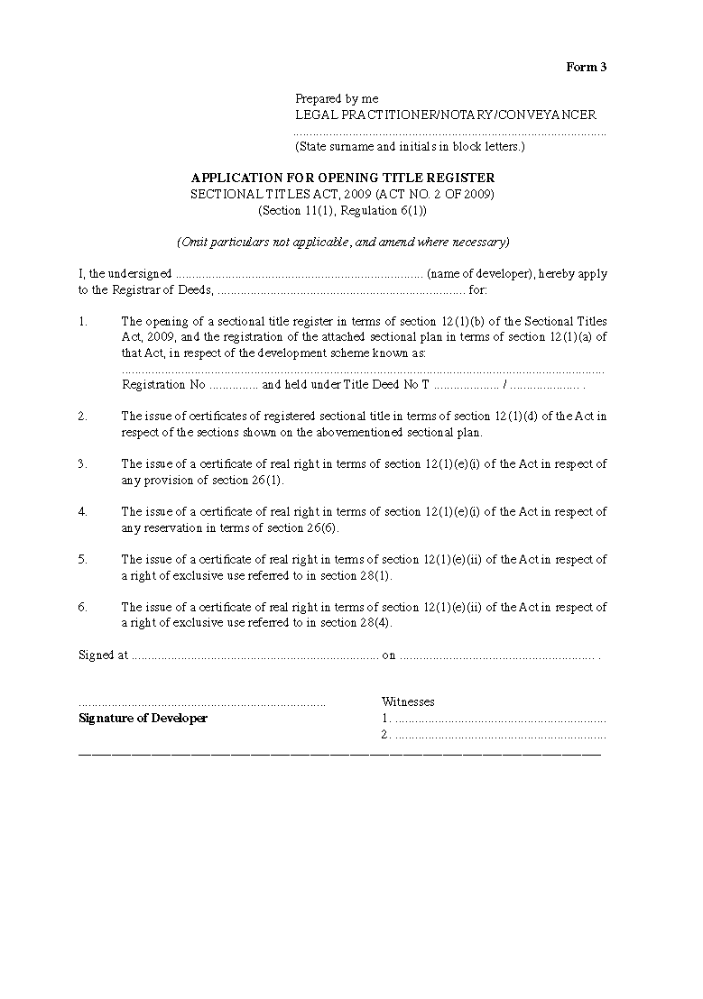 Form 3
Prepared by me
LEGAL PRACTITIONER/NOTARY/CONVEYANCER
...............................................................................................
(State surname and initials in block letters.)
APPLICATION FOR OPENING TITLE REGISTER
SECTIONAL TITLES ACT, 2009 (ACT NO. 2 OF 2009)
(Section 11(1), Regulation 6(1))
(Omit particulars not applicable, and amend where necessary)
I, the undersigned ........................................................................... (name of developer), hereby apply
to the Registrar of Deeds, ........................................................................... for:
1. The opening of a sectional title register in terms of section 12(1)(b) of the Sectional Titles
Act, 2009, and the registration of the attached sectional plan in terms of section 12(1)(a) of
that Act, in respect of the development scheme known as:
..................................................................................................................................................
Registration No ............... and held under Title Deed No T .................... / ..................... .
2. The issue of certificates of registered sectional title in terms of section 12(1)(d) of the Act in
respect of the sections shown on the abovementioned sectional plan.
3. The issue of a certificate of real right in terms of section 12(1)(e)(i) of the Act in respect of
any provision of section 26(1).
4. The issue of a certificate of real right in terms of section 12(1)(e)(i) of the Act in respect of
any reservation in terms of section 26(6).
5. The issue of a certificate of real right in terms of section 12(1)(e)(ii) of the Act in respect of
a right of exclusive use referred to in section 28(1).
6. The issue of a certificate of real right in terms of section 12(1)(e)(ii) of the Act in respect of
a right of exclusive use referred to in section 28(4).
Signed at ........................................................................... on ........................................................... .
........................................................................... Witnesses
Signature of Developer 1. ................................................................
2. ................................................................